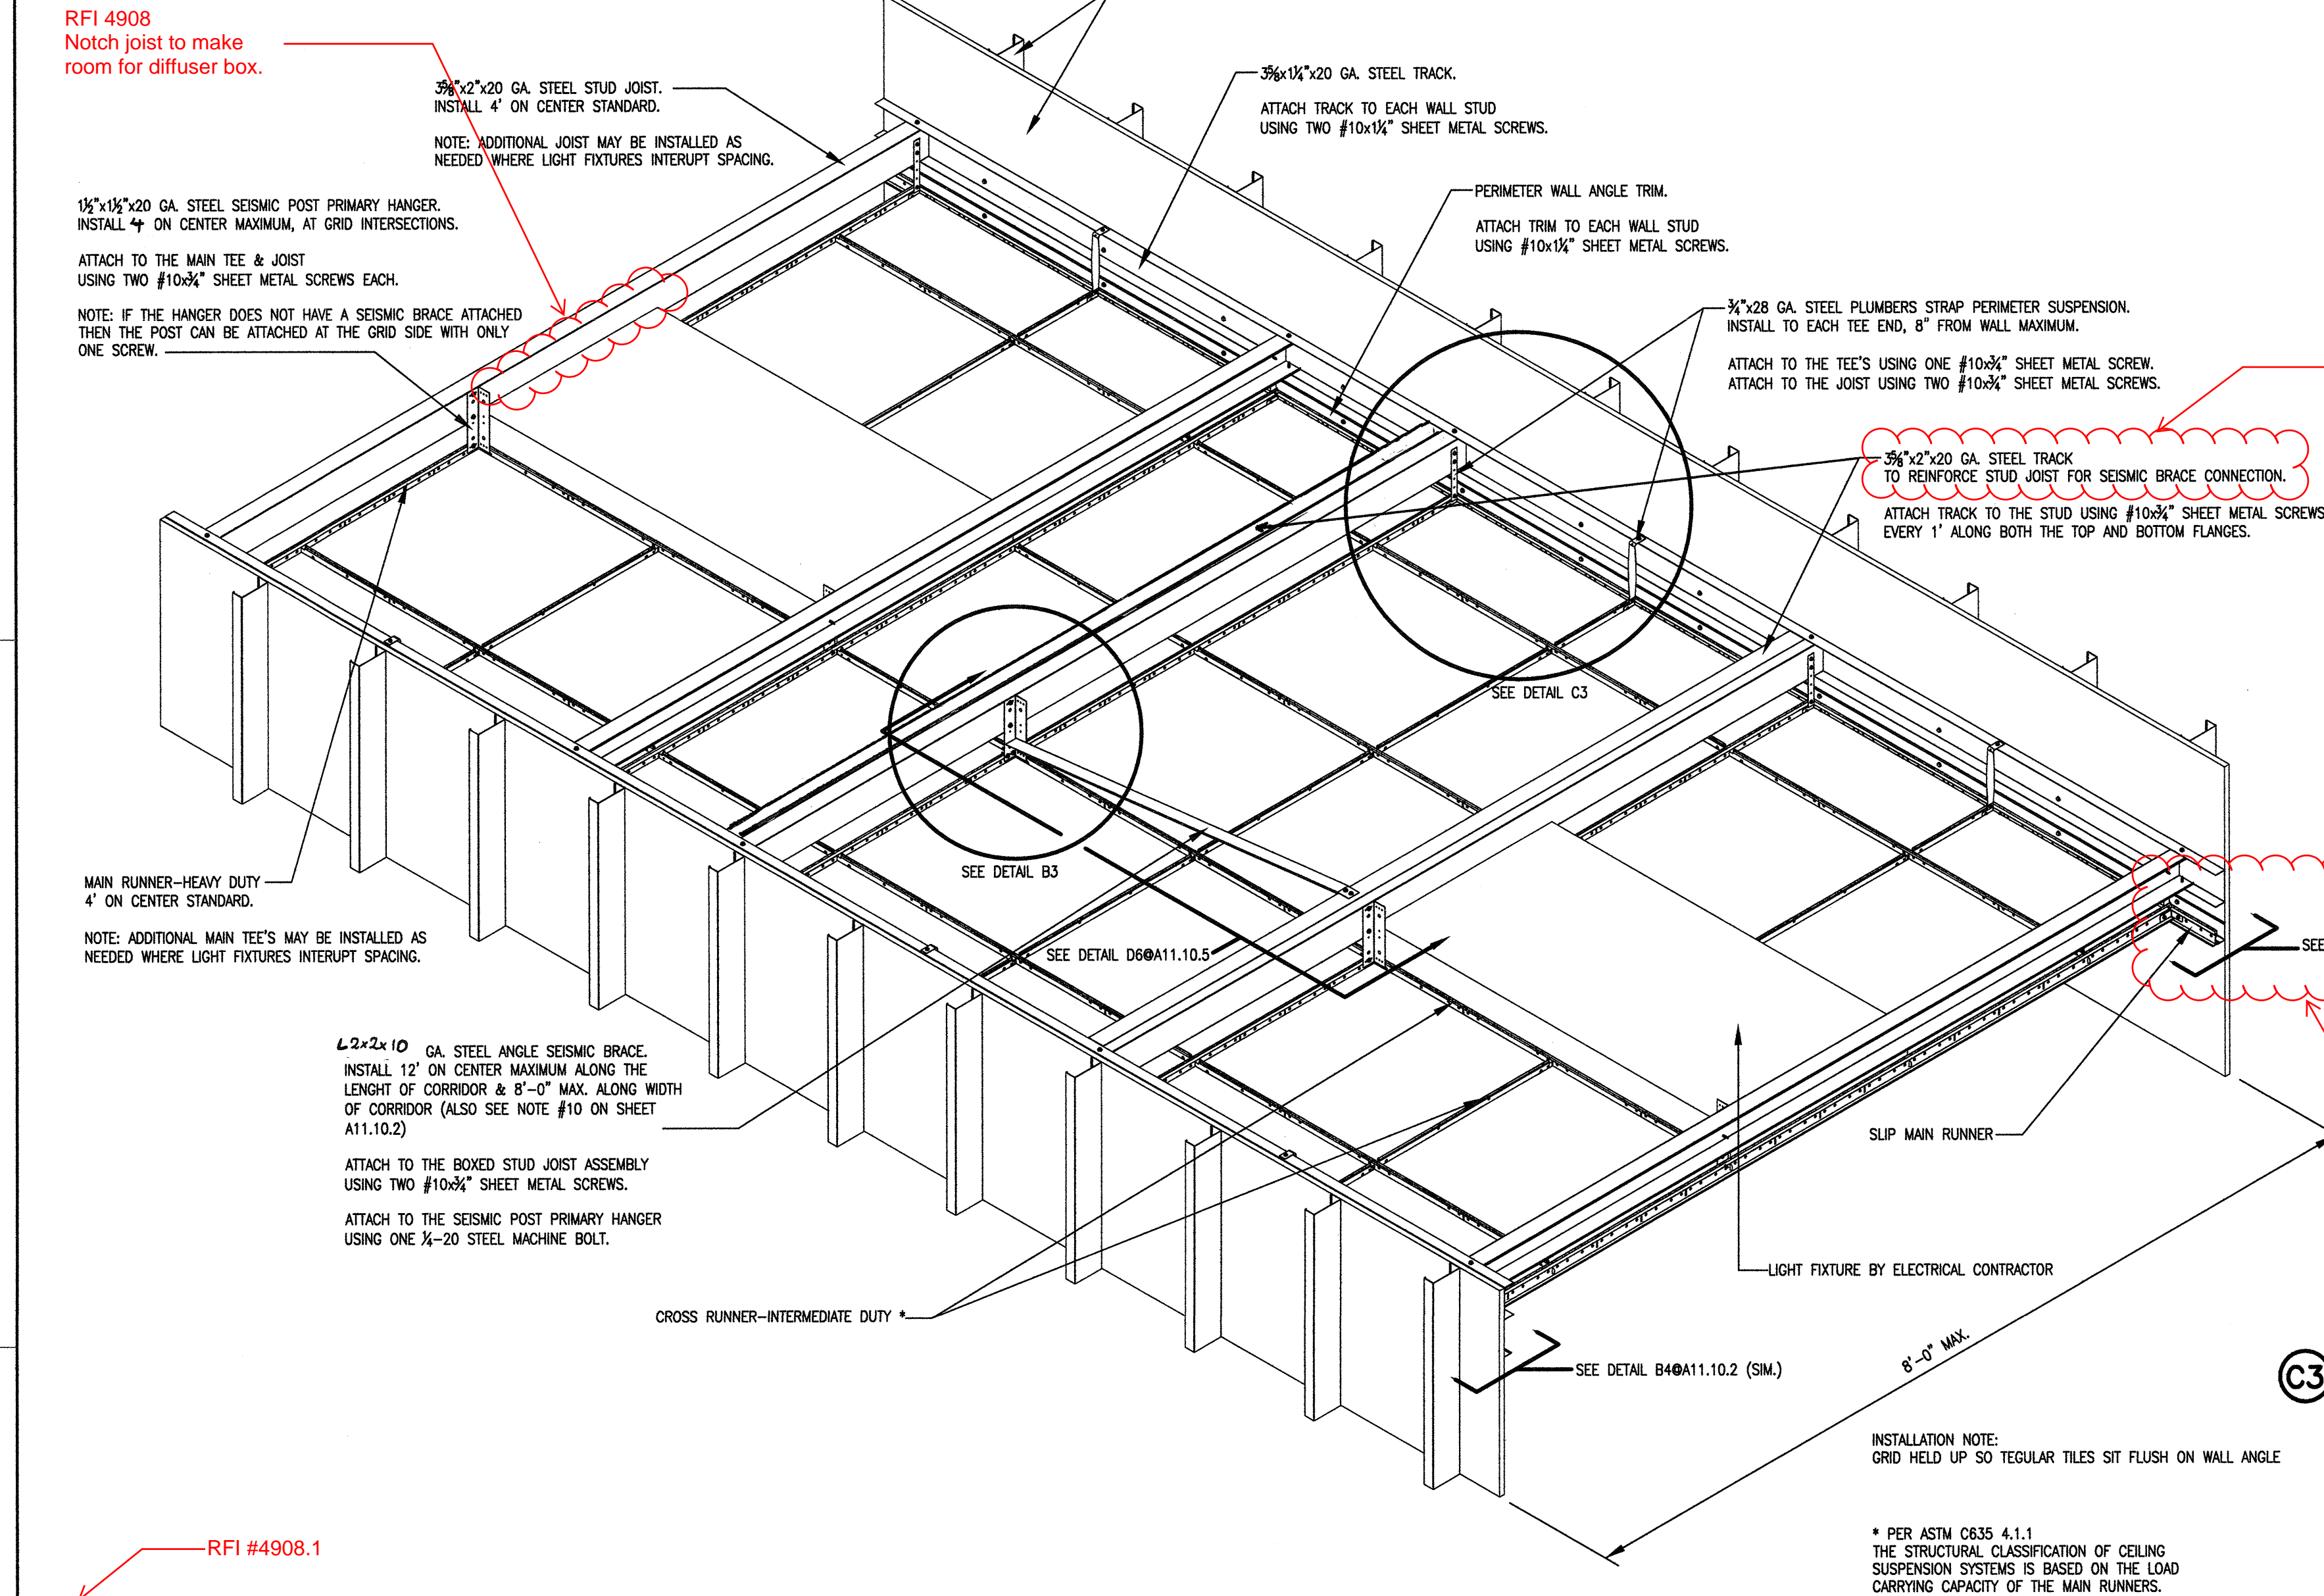 RFI 4908
Notch joist to make
room for diffuser box.
3⅝"x2"x20 GA. STEEL STUD JOIST.
INSTALL 4' ON CENTER STANDARD.
NOTE: ADDITIONAL JOIST MAY BE INSTALLED AS
NEEDED WHERE LIGHT FIXTURES INTERUPT SPACING.
3⅝x1¼"x20 GA. STEEL TRACK.
ATTACH TRACK TO EACH WALL STUD
USING TWO #10x1¼" SHEET METAL SCREWS.
1½"x1½"x20 GA. STEEL SEISMIC POST PRIMARY HANGER.
INSTALL 4 ON CENTER MAXIMUM, AT GRID INTERSECTIONS.
ATTACH TO THE MAIN TEE & JOIST
USING TWO #10x¾" SHEET METAL SCREWS EACH.
NOTE: IF THE HANGER DOES NOT HAVE A SEISMIC BRACE ATTACHED
THEN THE POST CAN BE ATTACHED AT THE GRID SIDE WITH ONLY
ONE SCREW.
PERIMETER WALL ANGLE TRIM.
ATTACH TRIM TO EACH WALL STUD
USING #10x1¼" SHEET METAL SCREWS.
¾"x28 GA. STEEL PLUMBERS STRAP PERIMETER SUSPENSION.
INSTALL TO EACH TEE END, 8" FROM WALL MAXIMUM.
ATTACH TO THE TEE'S USING ONE #10x¾" SHEET METAL SCREW.
ATTACH TO THE JOIST USING TWO #10x¾" SHEET METAL SCREWS.
3⅝"x2"x20 GA. STEEL TRACK
TO REINFORCE STUD JOIST FOR SEISMIC BRACE CONNECTION.
ATTACH TRACK TO THE STUD USING #10x¾" SHEET METAL SCREWS
EVERY 1' ALONG BOTH THE TOP AND BOTTOM FLANGES.
SEE DETAIL C3
SEE DETAIL B3
MAIN RUNNER-HEAVY DUTY
4' ON CENTER STANDARD.
NOTE: ADDITIONAL MAIN TEE'S MAY BE INSTALLED AS
NEEDED WHERE LIGHT FIXTURES INTERUPT SPACING.
SEE DETAIL D6@A11.10.5
SEE
L2x2x10 GA. STEEL ANGLE SEISMIC BRACE.
INSTALL 12' ON CENTER MAXIMUM ALONG THE
LENGHT OF CORRIDOR & 8'-0" MAX. ALONG WIDTH
OF CORRIDOR (ALSO SEE NOTE #10 ON SHEET
A11.10.2)
ATTACH TO THE BOXED STUD JOIST ASSEMBLY
USING TWO #10x¾" SHEET METAL SCREWS.
ATTACH TO THE SEISMIC POST PRIMARY HANGER
USING ONE ¼-20 STEEL MACHINE BOLT.
SLIP MAIN RUNNER
LIGHT FIXTURE BY ELECTRICAL CONTRACTOR
CROSS RUNNER-INTERMEDIATE DUTY *
SEE DETAIL B4@A11.10.2 (SIM.)
8'-0" MAX.
C3
INSTALLATION NOTE:
GRID HELD UP SO TEGULAR TILES SIT FLUSH ON WALL ANGLE
RFI #4908.1
* PER ASTM C635 4.1.1
THE STRUCTURAL CLASSIFICATION OF CEILING
SUSPENSION SYSTEMS IS BASED ON THE LOAD
CARRYING CAPACITY OF THE MAIN RUNNERS.